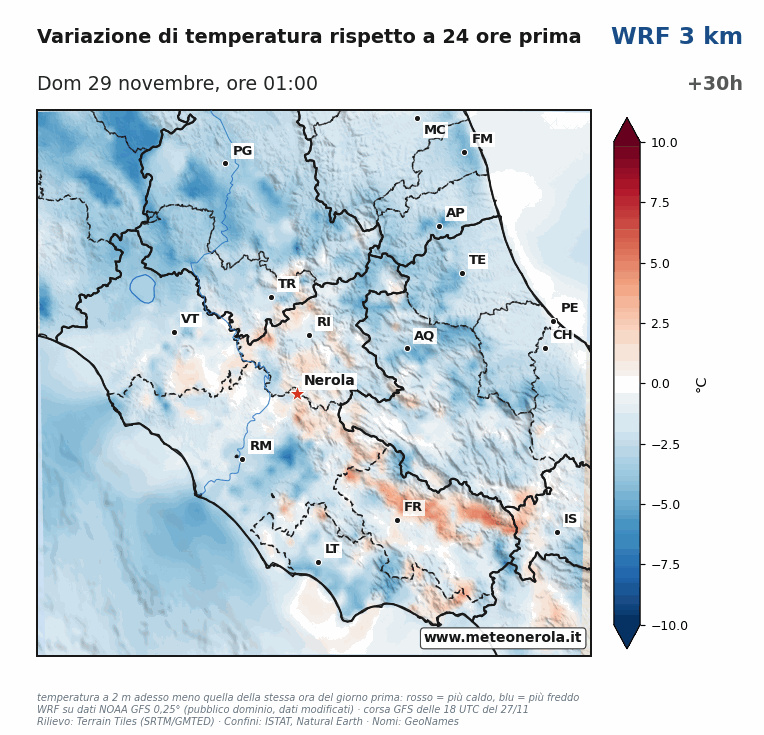 Variazione di temperatura rispetto a 24 ore prima
WRF 3 km
Dom 29 novembre, ore 01:00
+30h
MC
FM
PG
AP
TE
TR
PE
VT
RI
CH
AQ
Nerola
RM
FR
IS
LT
www.meteonerola.it
10.0
7.5
5.0
2.5
0.0
−2.5
−5.0
−7.5
−10.0
°C
temperatura a 2 m adesso meno quella della stessa ora del giorno prima: rosso = più caldo, blu = più freddo
WRF su dati NOAA GFS 0,25° (pubblico dominio, dati modificati) · corsa GFS delle 18 UTC del 27/11
Rilievo: Terrain Tiles (SRTM/GMTED) · Confini: ISTAT, Natural Earth · Nomi: GeoNames